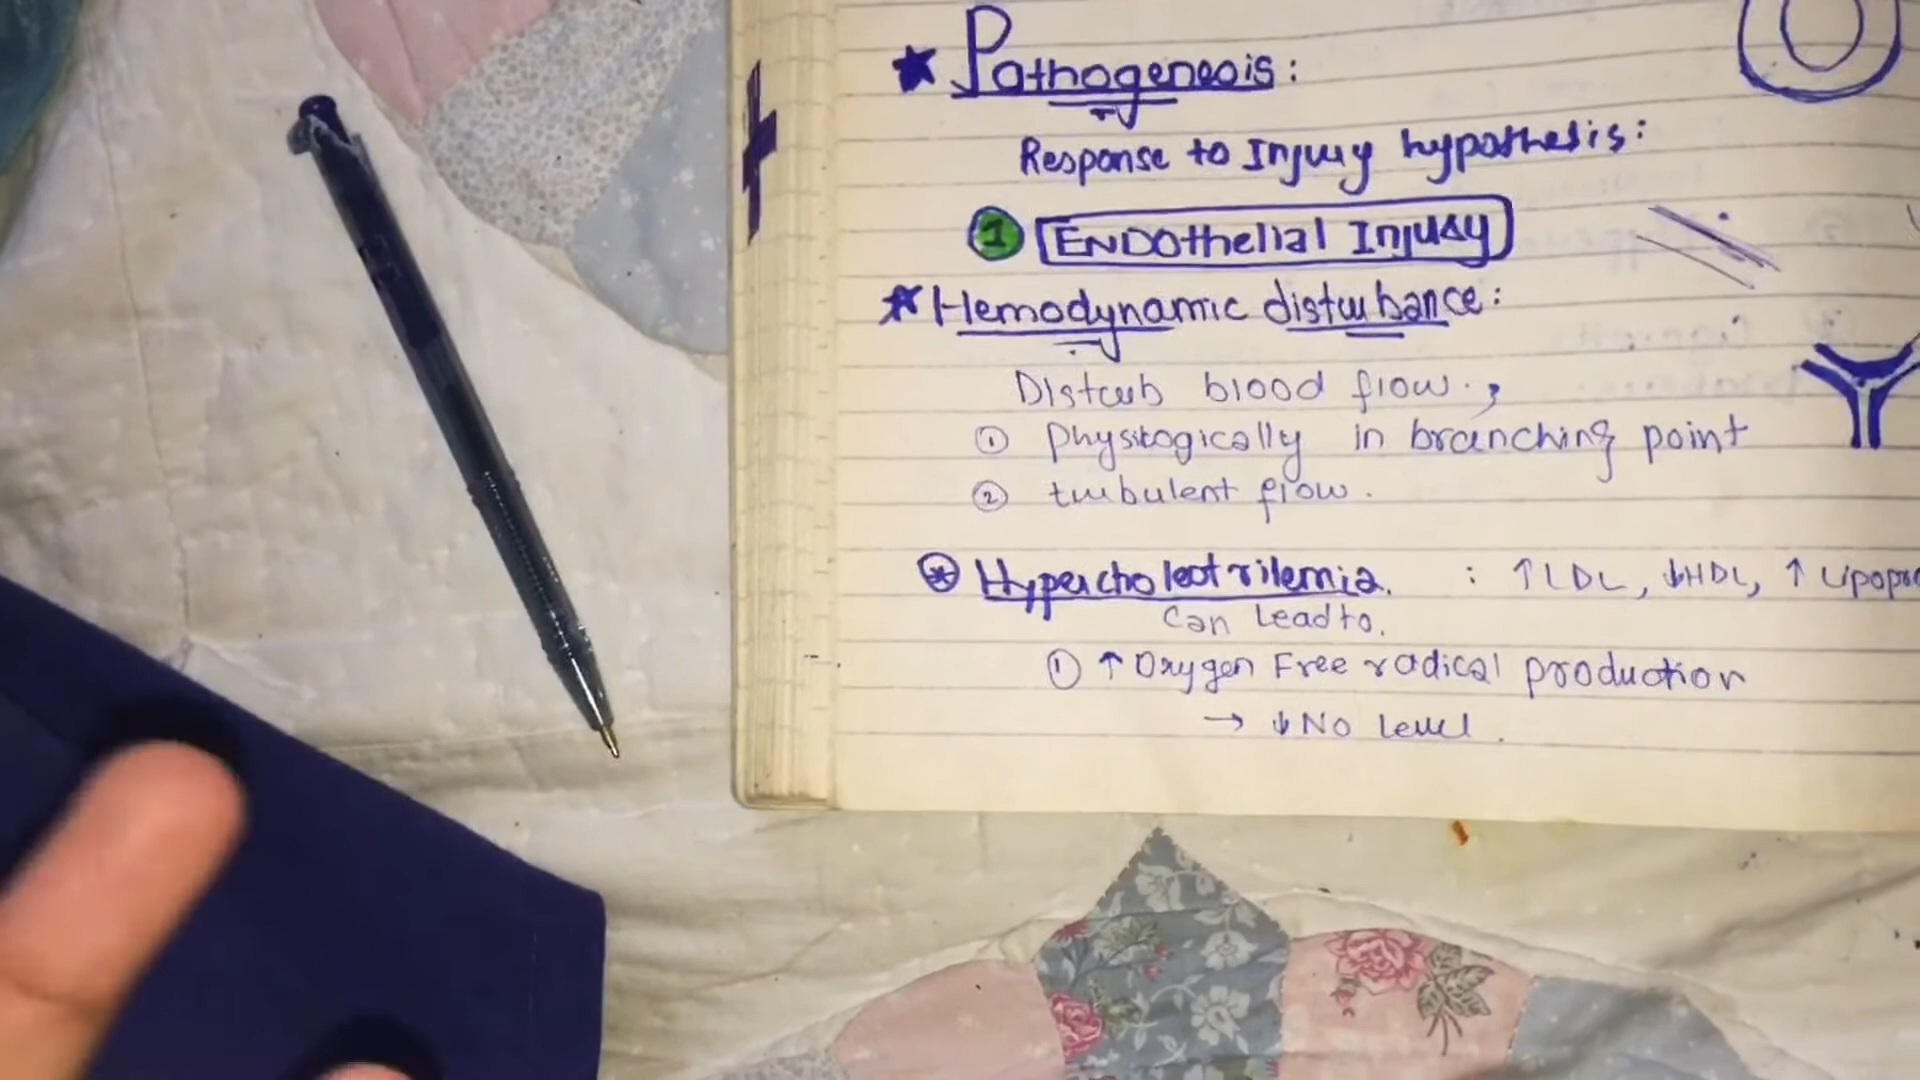 ★ Pathogenesis:
Response to Injury hypothesis:
1 ENDOthelial Injury
★ Hemodynamic disturbance:
Disturb blood flow.,
① Physiologically in branching point
② turbulent flow.
⊛ Hypercholestrilemia. : ↑LDL, ↓HDL, ↑ Lipopro
Can Lead to.
① ↑ Oxygen Free radical production
→ ↓ NO level.